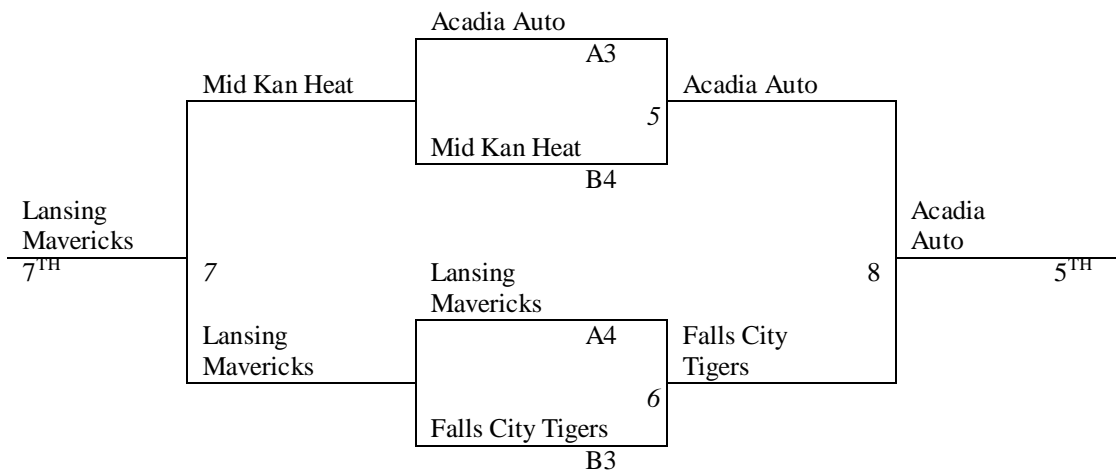 Acadia Auto
A3
Mid Kan Heat
Acadia Auto
5
Mid Kan Heat
B4
Lansing
Mavericks
7TH
Acadia
Auto
5TH
7
8
Lansing
Mavericks
A4
Lansing
Mavericks
Falls City
Tigers
6
Falls City Tigers
B3